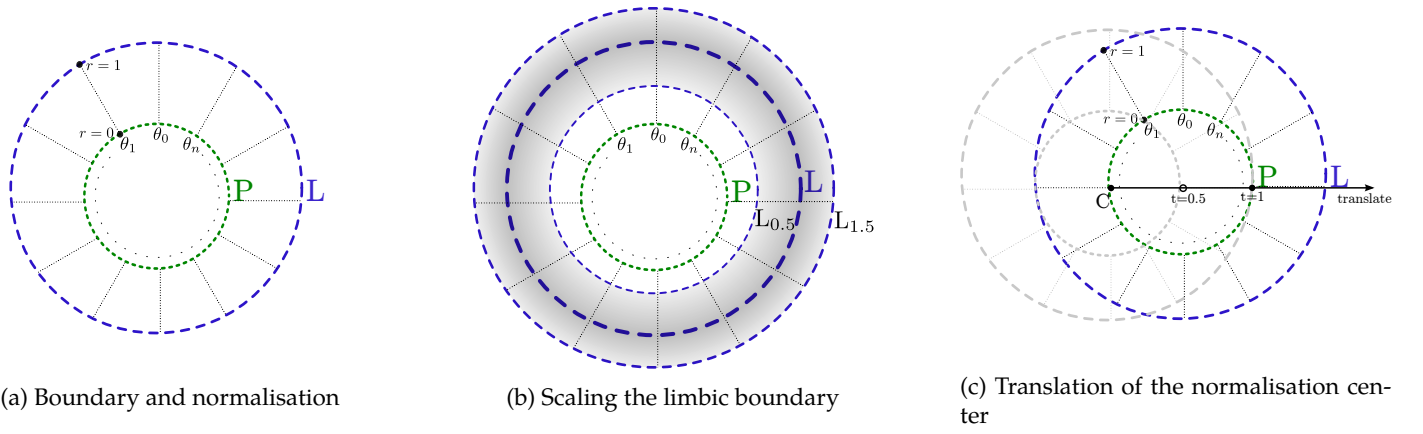 r = 1
r = 0
θ1
θ0
θn
P
L
(a) Boundary and normalisation
θ1
θ0
θn
P
L
L0.5
L1.5
(b) Scaling the limbic boundary
r = 1
r = 0
θ1
θ0
θn
P
L
C
t=0.5
t=1
translate
(c) Translation of the normalisation cen-
ter